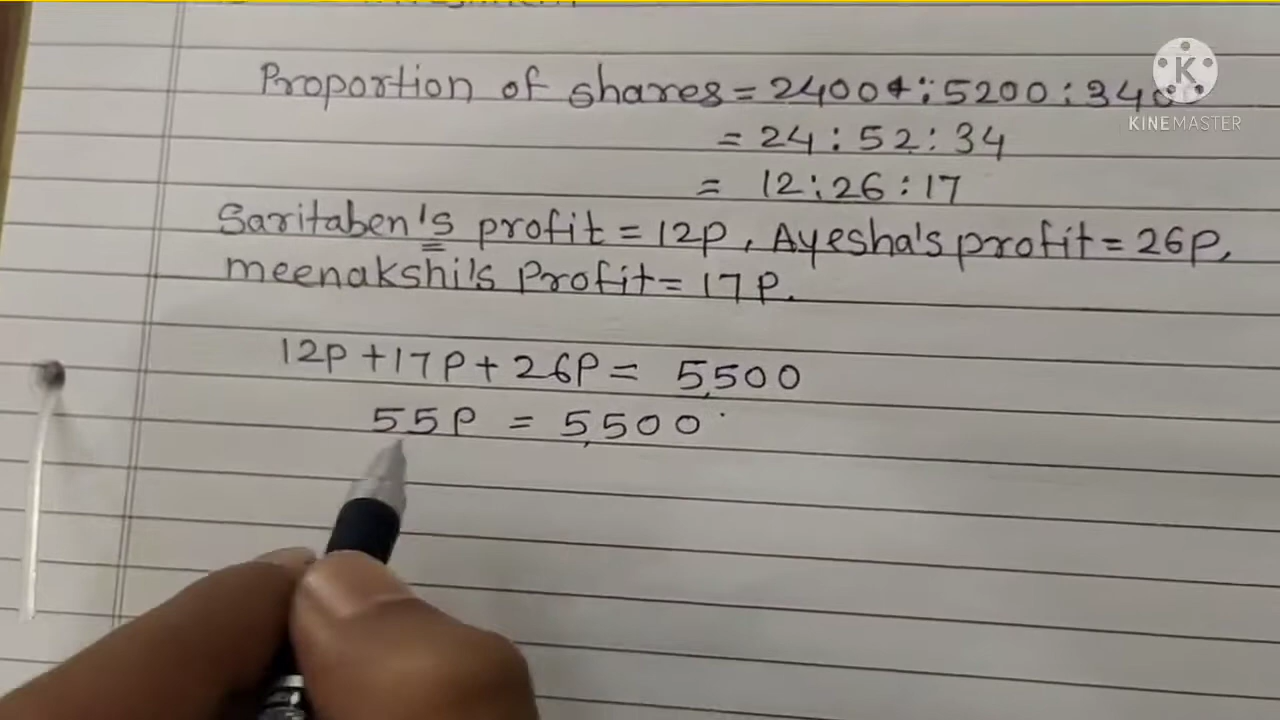 Proportion of shares = 2400 : 5200 : 340
= 24 : 52 : 34
= 12 : 26 : 17
Saritaben's profit = 12p, Ayesha's profit = 26p,
meenakshi's Profit = 17p.
12p + 17p + 26p = 5,500
55p = 5,500
K
KINEMASTER